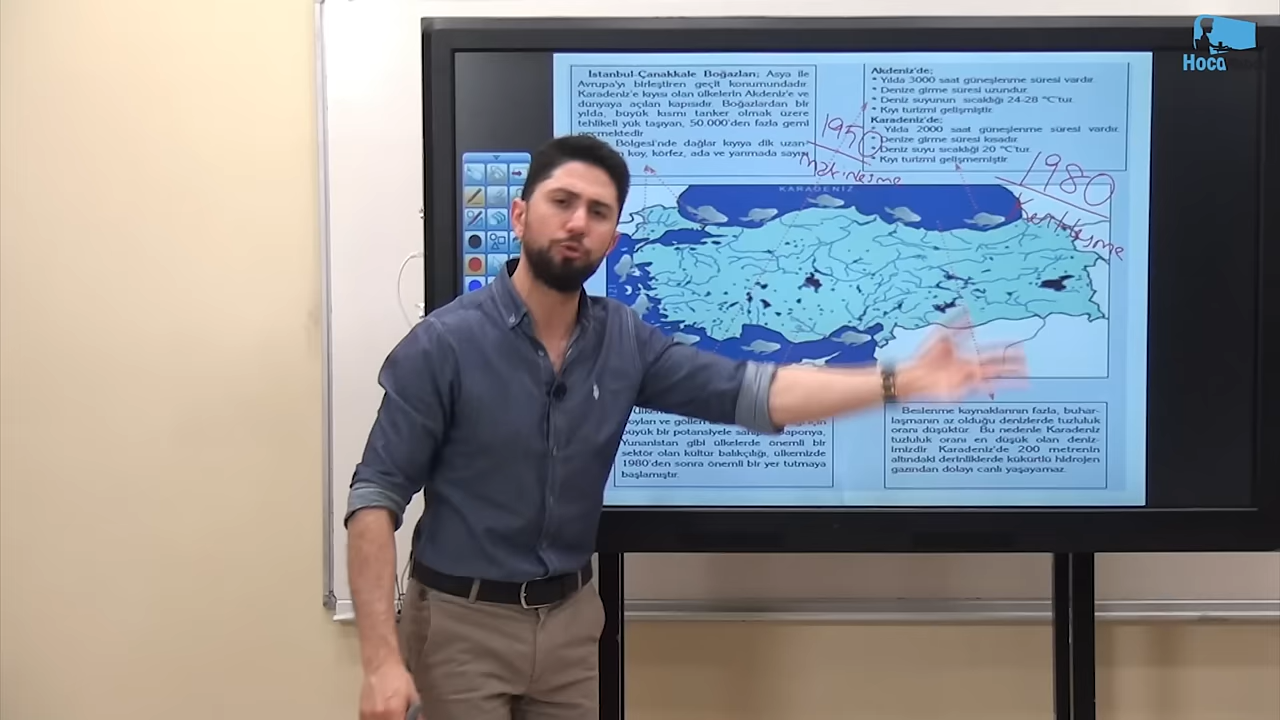 Hoca
İstanbul-Çanakkale Boğazları; Asya ile
Avrupa'yı birleştiren geçit konumundadır.
Karadeniz'e kıyısı olan ülkelerin Akdeniz'e ve
dünyaya açılan kapısıdır. Boğazlardan bir
yılda, büyük kısmı tanker olmak üzere
tehlikeli yük taşıyan, 50.000'den fazla gemi
geçmektedir.
Bölgesi'nde dağlar kıyıya dik uzan-
koy, körfez, ada ve yarımada sayısı
Akdeniz'de;
* Yılda 3000 saat güneşlenme süresi vardır.
* Denize girme süresi uzundur.
* Deniz suyunun sıcaklığı 24-28 °C'tur.
* Kıyı turizmi gelişmiştir.
Karadeniz'de;
* Yılda 2000 saat güneşlenme süresi vardır.
* Denize girme süresi kısadır.
* Deniz suyu sıcaklığı 20 °C'tur.
* Kıyı turizmi gelişmemiştir.
1950
Makineleşme
1980
Kentleşme
KARADENİZ
için
büyük bir potansiyele
Yunanistan gibi ülkelerde önemli bir
sektör olan kültür balıkçılığı, ülkemizde
1980'den sonra önemli bir yer tutmaya
başlamıştır.
Beslenme kaynaklarının fazla, buhar-
laşmanın az olduğu denizlerde tuzluluk
oranı düşüktür. Bu nedenle Karadeniz
tuzluluk oranı en düşük olan deniz-
imizdir. Karadeniz'de 200 metrenin
altındaki derinliklerde kükürtlü hidrojen
gazından dolayı canlı yaşayamaz.